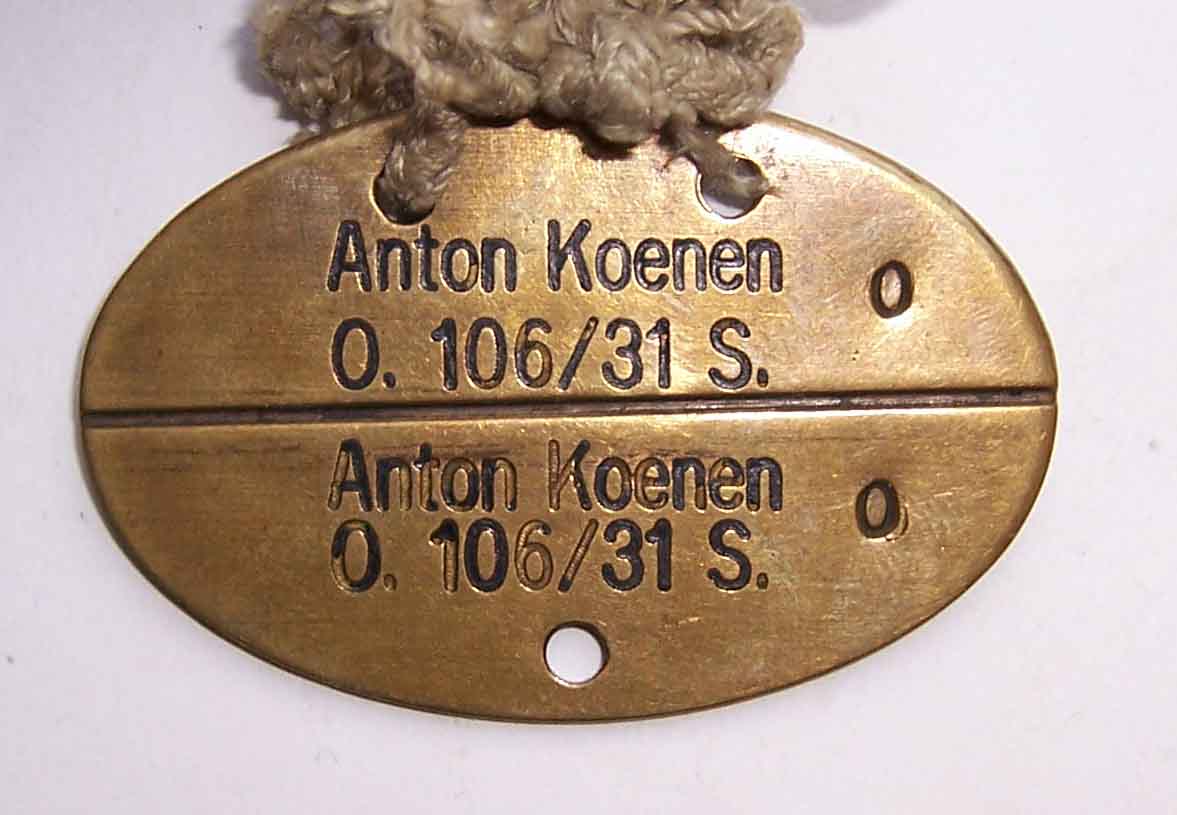 Anton Koenen O
O. 106/31 S.
Anton Koenen O
O. 106/31 S.